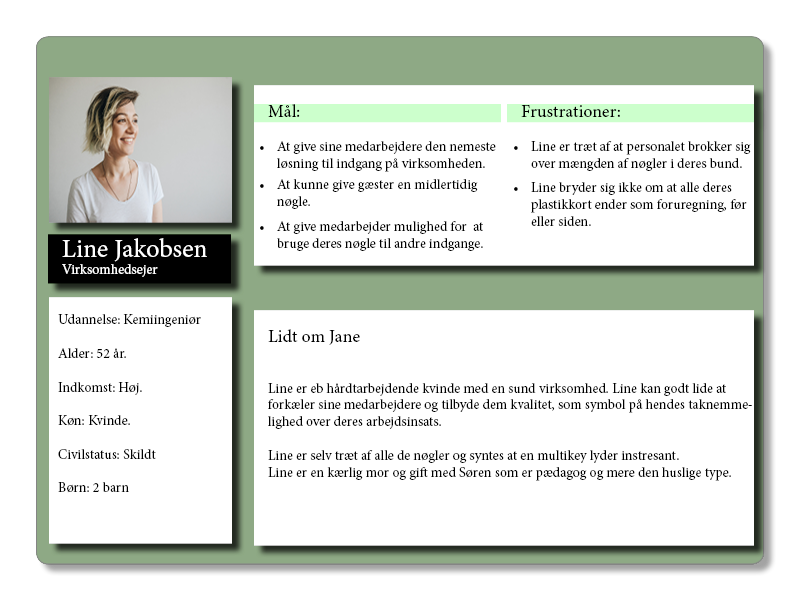 Line Jakobsen
Virksomhedsejer
Udannelse: Kemiingeniør
Alder: 52 år.
Indkomst: Høj.
Køn: Kvinde.
Civilstatus: Skildt
Børn: 2 barn
Mål:
• At give sine medarbejdere den nemeste
løsning til indgang på virksomheden.
• At kunne give gæster en midlertidig
nøgle.
• At give medarbejder mulighed for  at
bruge deres nøgle til andre indgange.
Frustrationer:
• Line er træt af at personalet brokker sig
over mængden af nøgler i deres bund.
• Line bryder sig ikke om at alle deres
plastikkort ender som foruregning, før
eller siden.
Lidt om Jane
Line er eb hårdtarbejdende kvinde med en sund virksomhed. Line kan godt lide at
forkæler sine medarbejdere og tilbyde dem kvalitet, som symbol på hendes taknemme-
lighed over deres arbejdsinsats.
Line er selv træt af alle de nøgler og syntes at en multikey lyder instresant.
Line er en kærlig mor og gift med Søren som er pædagog og mere den huslige type.